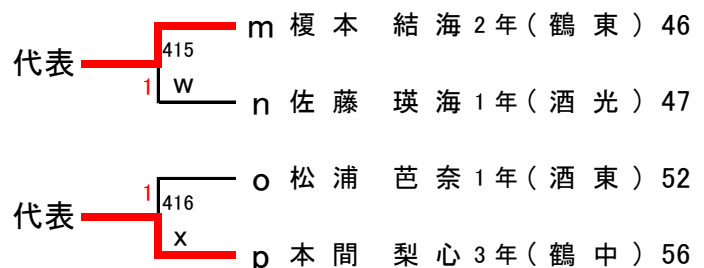 m 榎本 結海 2年(鶴東) 46
代表 415
1 w
n 佐藤 瑛海 1年(酒光) 47
o 松浦 芭奈 1年(酒東) 52
1
代表 416
x
p 本間 梨心 3年(鶴中) 56